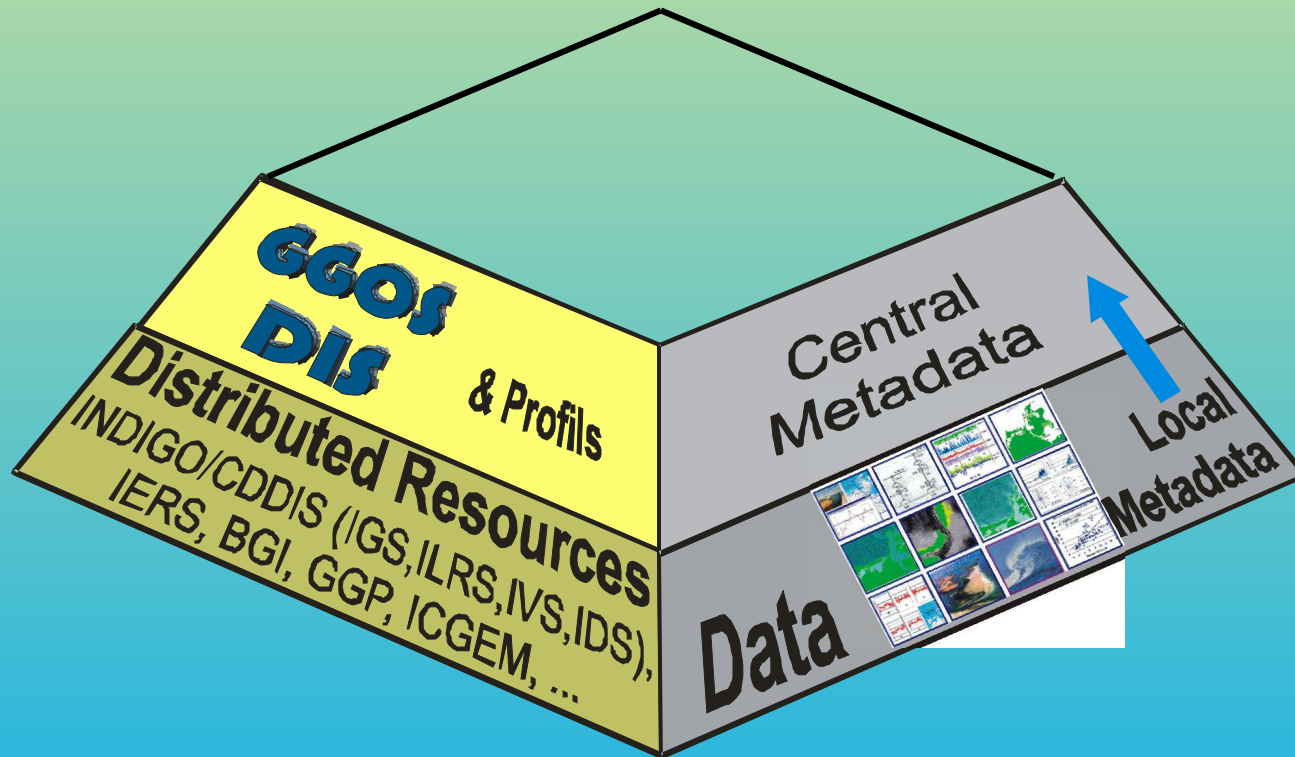 GGOS
DIS
& Profils
Distributed Resources
INDIGO/CDDIS (IGS,ILRS,IVS,IDS),
IERS, BGI, GGP, ICGEM, ...
Central
Metadata
Local
Metadata
Data